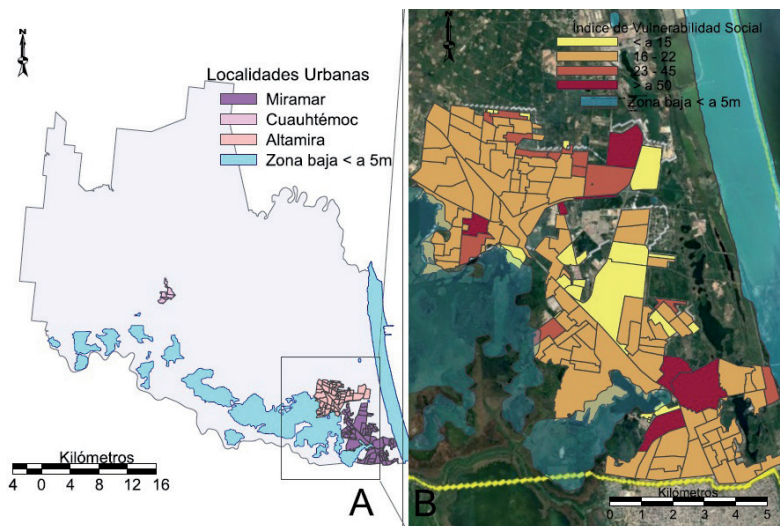 N
Localidades Urbanas
Miramar
Cuauhtémoc
Altamira
Zona baja < a 5m
Kilómetros
4 0 4 8 12 16
A
N
Índice de Vulnerabilidad Social
< a 15
16 - 22
23 - 45
> a 50
Zona baja < a 5m
B
Kilómetros
0 1 2 3 4 5